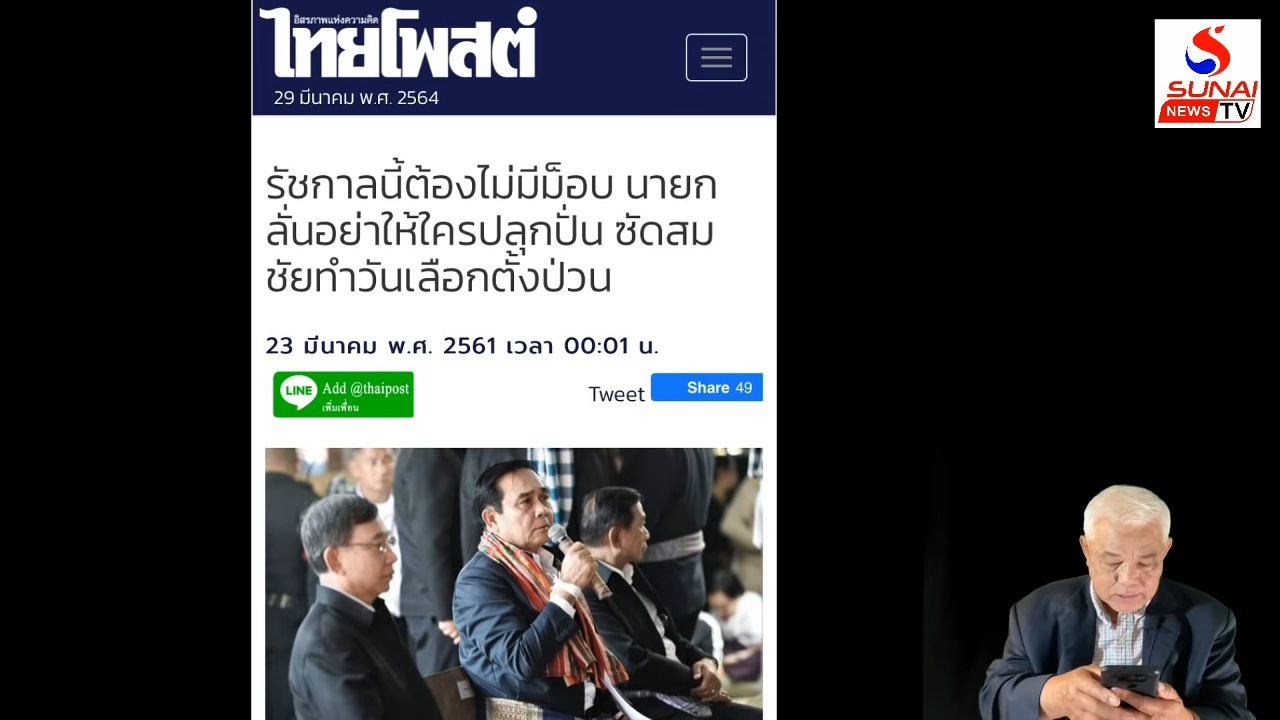 อิสรภาพแห่งความคิด
ไทยโพสต์
29 มีนาคม พ.ศ. 2564
SUNAI
NEWS TV
รัชกาลนี้ต้องไม่มีม็อบ นายก
ลั่นอย่าให้ใครปลุกปั่น ซัดสม
ชัยทำวันเลือกตั้งป่วน
23 มีนาคม พ.ศ. 2561 เวลา 00:01 น.
LINE Add @thaipost
เพิ่มเพื่อน
Tweet Share 49